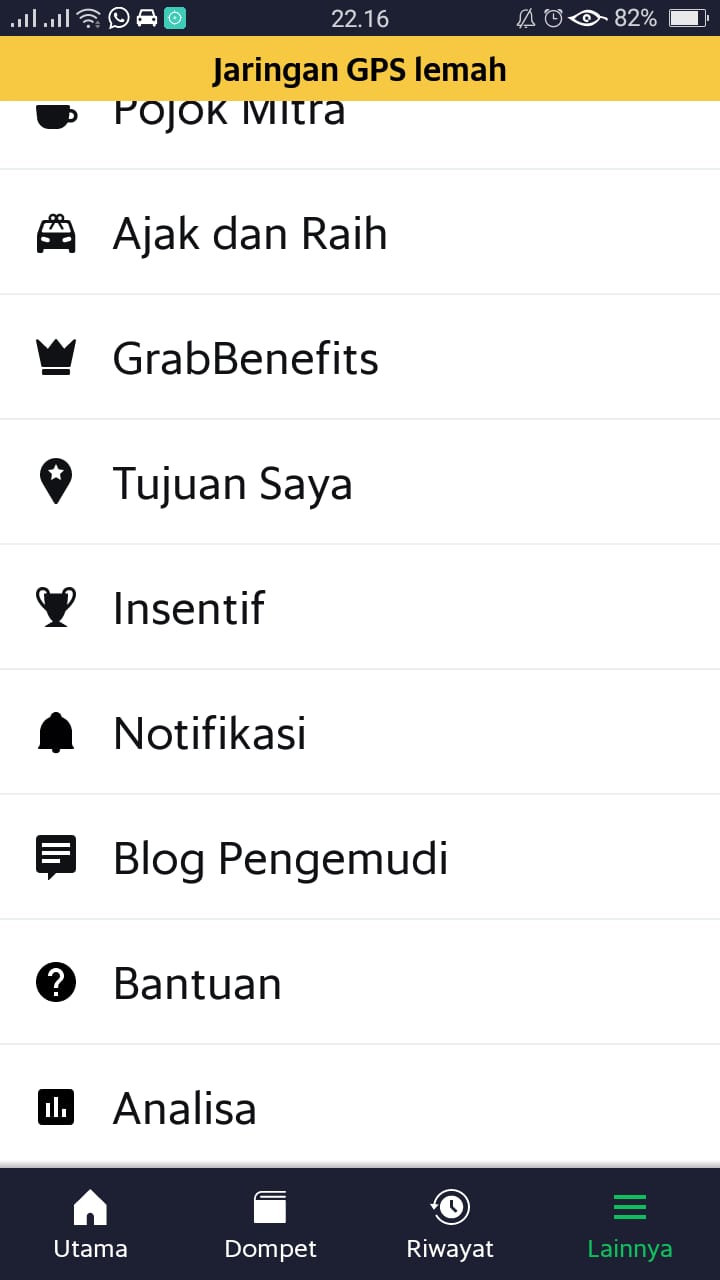 22.16
82%
Jaringan GPS lemah
Pojok Mitra
Ajak dan Raih
GrabBenefits
Tujuan Saya
Insentif
Notifikasi
Blog Pengemudi
Bantuan
Analisa
Utama
Dompet
Riwayat
Lainnya